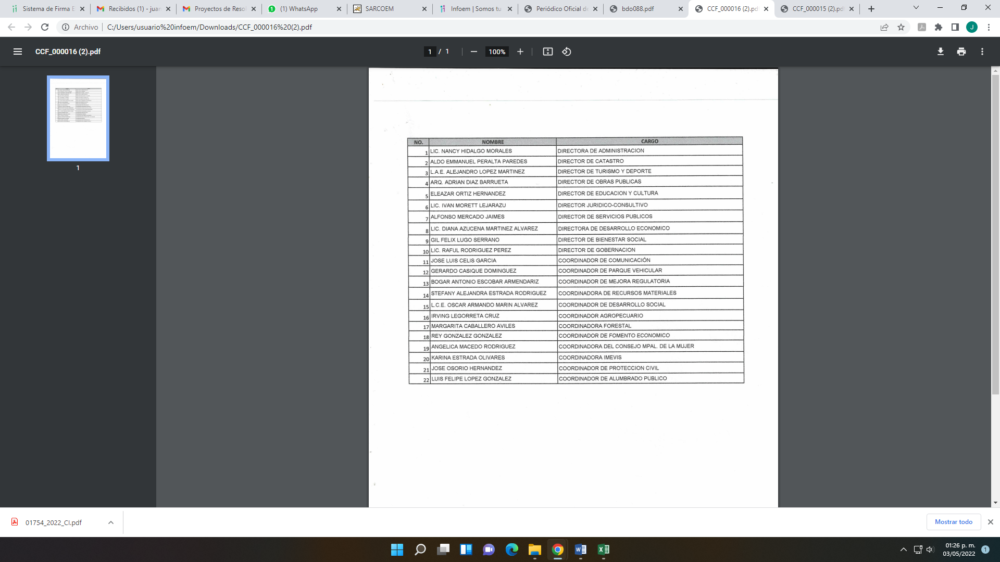 Sistema de Firma E
Recibidos (1) - juan
Proyectos de Resol
(1) WhatsApp
SARCOEM
Infoem | Somos tu
Periódico Oficial de
bdo088.pdf
CCF_000016 (2).pdf
CCF_000015 (2).pdf
Archivo
C:/Users/usuario%20infoem/Downloads/CCF_000016%20(2).pdf
J
CCF_000016 (2).pdf
1 / 1
100%
1
NO. NOMBRE CARGO
1 LIC. NANCY HIDALGO MORALES DIRECTORA DE ADMINISTRACION
2 ALDO EMMANUEL PERALTA PAREDES DIRECTOR DE CATASTRO
3 L.A.E. ALEJANDRO LOPEZ MARTINEZ DIRECTOR DE TURISMO Y DEPORTE
4 ARQ. ADRIAN DIAZ BARRUETA DIRECTOR DE OBRAS PUBLICAS
5 ELEAZAR ORTIZ HERNANDEZ DIRECTOR DE EDUCACION Y CULTURA
6 LIC. IVAN MORETT LEJARAZU DIRECTOR JURIDICO-CONSULTIVO
7 ALFONSO MERCADO JAIMES DIRECTOR DE SERVICIOS PUBLICOS
8 LIC. DIANA AZUCENA MARTINEZ ALVAREZ DIRECTORA DE DESARROLLO ECONOMICO
9 GIL FELIX LUGO SERRANO DIRECTOR DE BIENESTAR SOCIAL
10 LIC. RAFUL RODRIGUEZ PEREZ DIRECTOR DE GOBERNACION
11 JOSE LUIS CELIS GARCIA COORDINADOR DE COMUNICACIÓN
12 GERARDO CASIQUE DOMINGUEZ COORDINADOR DE PARQUE VEHICULAR
13 BOGAR ANTONIO ESCOBAR ARMENDARIZ COORDINADOR DE MEJORA REGULATORIA
14 STEFANY ALEJANDRA ESTRADA RODRIGUEZ COORDINADORA DE RECURSOS MATERIALES
15 L.C.E. OSCAR ARMANDO MARIN ALVAREZ COORDINADOR DE DESARROLLO SOCIAL
16 IRVING LEGORRETA CRUZ COORDINADOR AGROPECUARIO
17 MARGARITA CABALLERO AVILES COORDINADORA FORESTAL
18 REY GONZALEZ GONZALEZ COORDINADOR DE FOMENTO ECONOMICO
19 ANGELICA MACEDO RODRIGUEZ COORDINADORA DEL CONSEJO MPAL. DE LA MUJER
20 KARINA ESTRADA OLIVARES COORDINADORA IMEVIS
21 JOSE OSORIO HERNANDEZ COORDINADOR DE PROTECCION CIVIL
22 LUIS FELIPE LOPEZ GONZALEZ COORDINADOR DE ALUMBRADO PUBLICO
01754_2022_CI.pdf
Mostrar todo
01:26 p. m.
03/05/2022
1